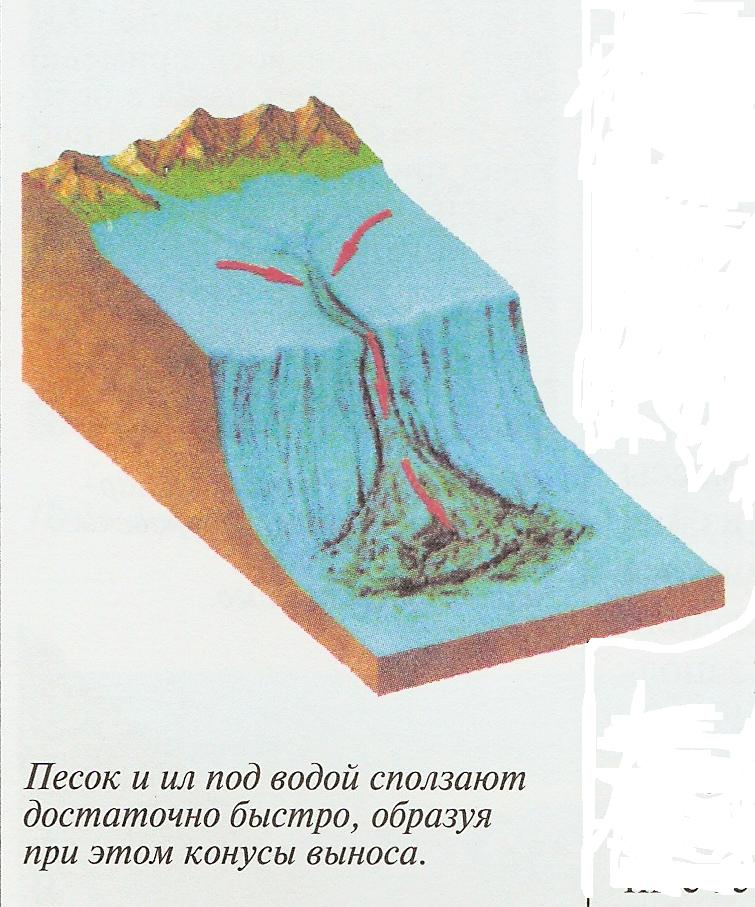 Песок и ил под водой сползают
достаточно быстро, образуя
при этом конусы выноса.